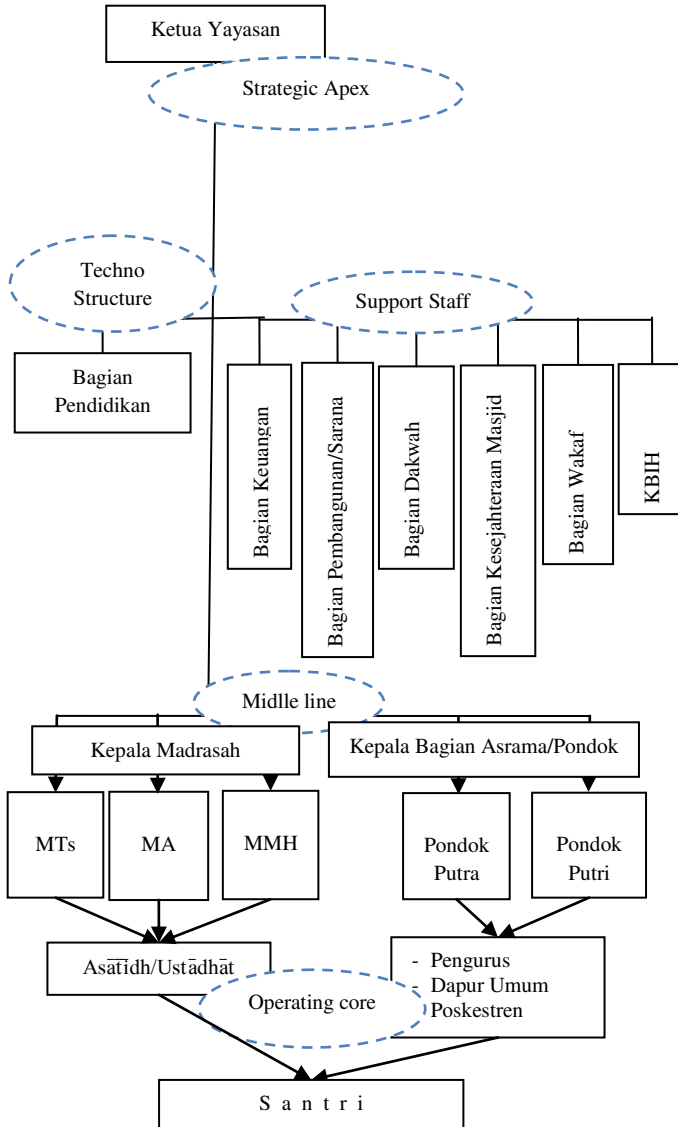 Ketua Yayasan
Strategic Apex
Techno
Structure
Support Staff
Bagian
Pendidikan
Bagian Keuangan
Bagian Pembangunan/Sarana
Bagian Dakwah
Bagian Kesejahteraan Masjid
Bagian Wakaf
KBIH
Midlle line
Kepala Madrasah
Kepala Bagian Asrama/Pondok
MTs
MA
MMH
Pondok
Putra
Pondok
Putri
Asātīdh/Ustādhāt
- Pengurus
- Dapur Umum
- Poskestren
Operating core
S a n t r i